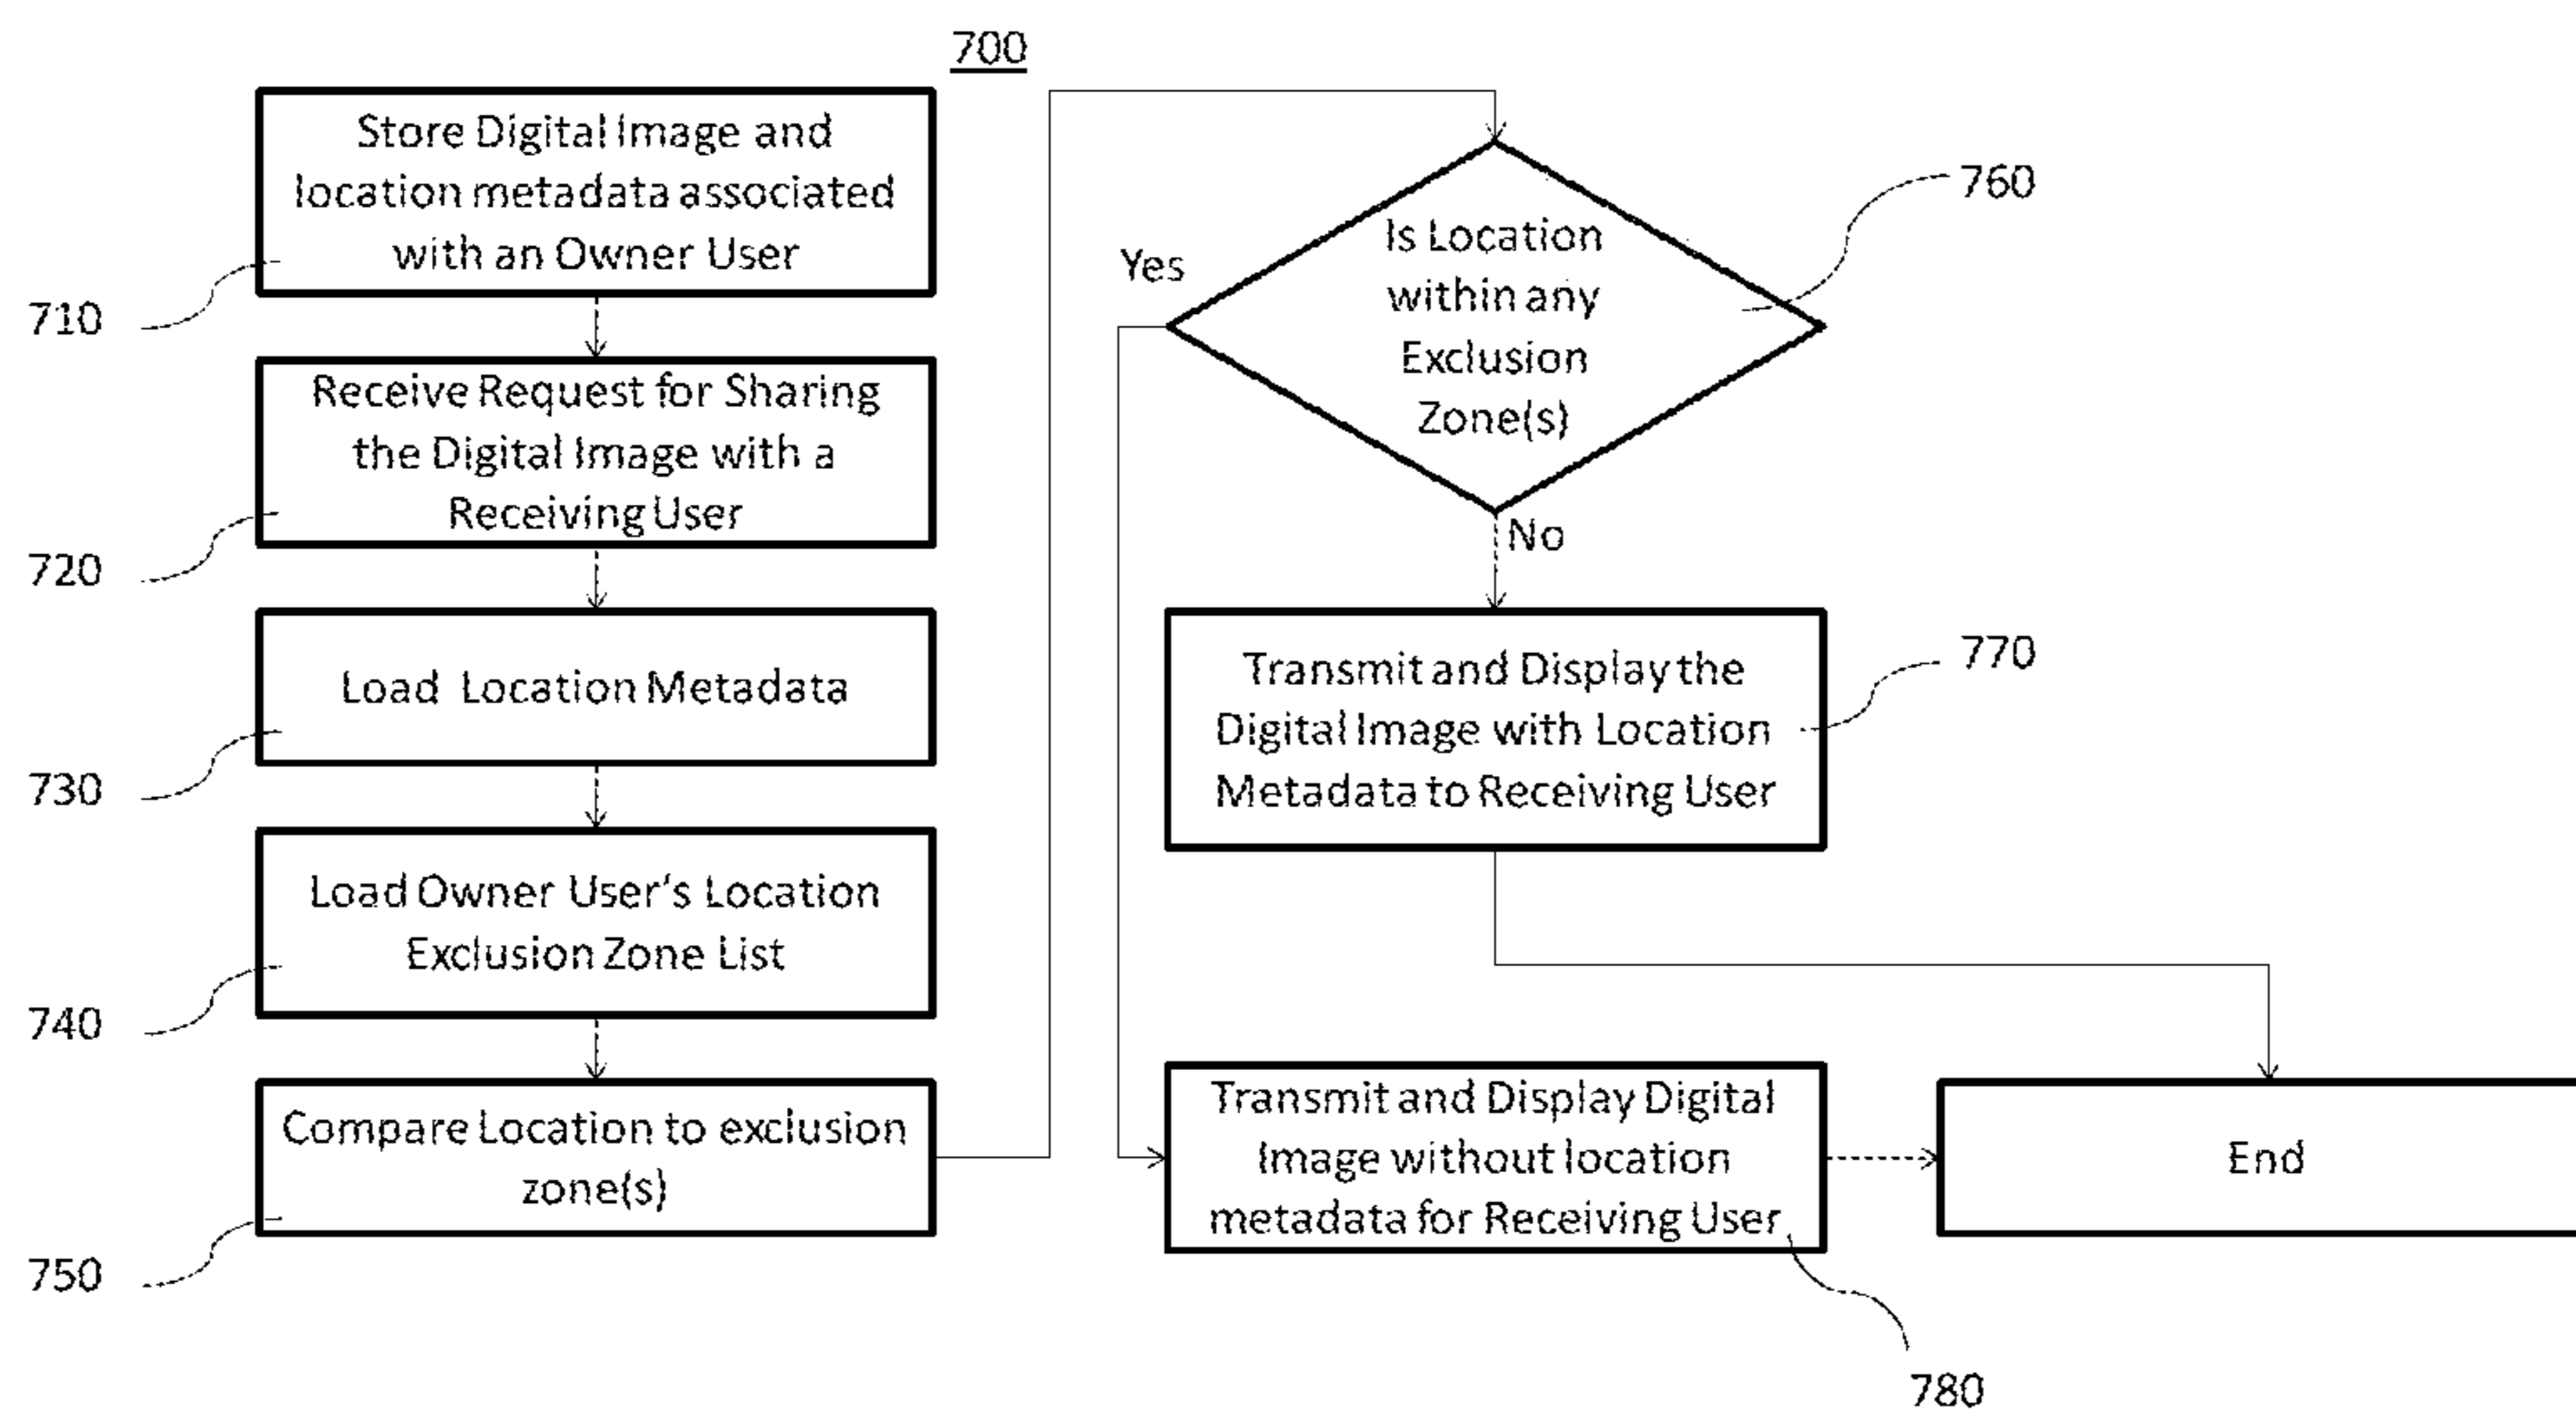 700
Store Digital Image and
location metadata associated
with an Owner User
710
Receive Request for Sharing
the Digital Image with a
Receiving User
720
Load Location Metadata
730
Load Owner User's Location
Exclusion Zone List
740
Compare Location to exclusion
zone(s)
750
Is Location
within any
Exclusion
Zone(s)
760
Yes
No
Transmit and Display the
Digital Image with Location
Metadata to Receiving User
770
Transmit and Display Digital
Image without location
metadata for Receiving User
780
End